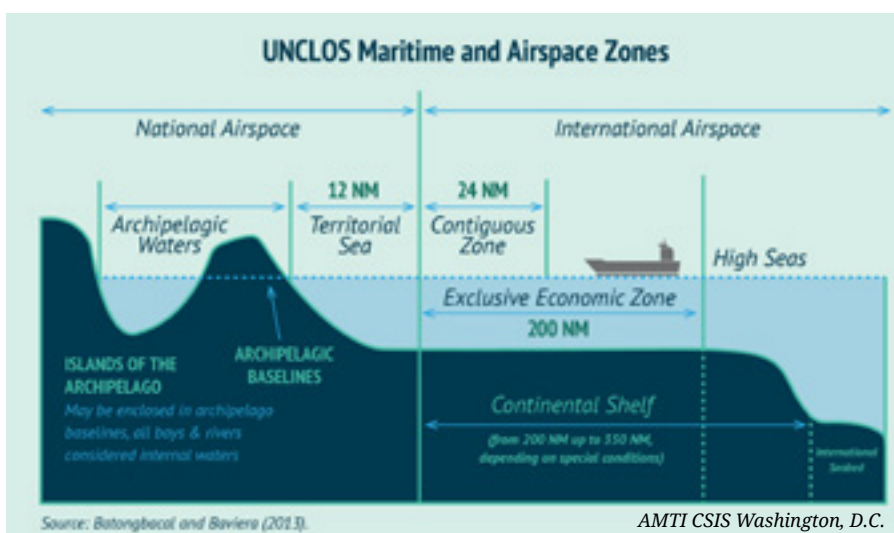 UNCLOS Maritime and Airspace Zones
National Airspace
International Airspace
12 NM
24 NM
Archipelagic
Waters
Territorial
Sea
Contiguous
Zone
High Seas
Exclusive Economic Zone
200 NM
ARCHIPELAGIC
BASELINES
ISLANDS OF THE
ARCHIPELAGO
May be enclosed in archipelago
baselines, all bays & rivers
considered internal waters
Continental Shelf
(from 200 NM up to 350 NM,
depending on special conditions)
International
Seabed
Source: Batongbacal and Baviera (2013).
AMTI CSIS Washington, D.C.